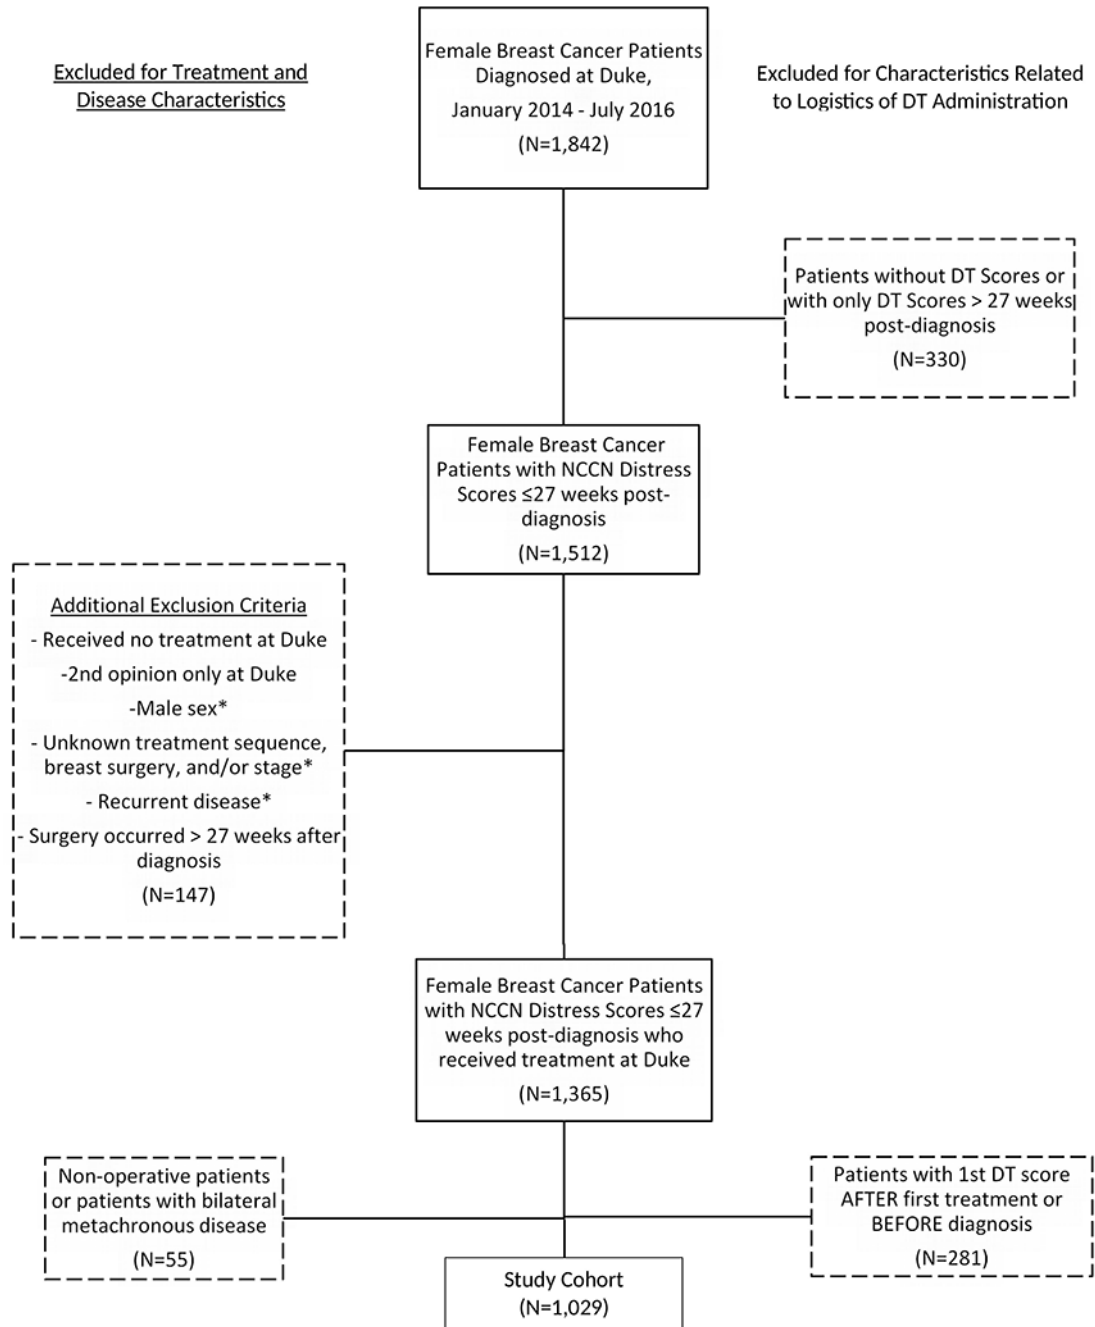 Excluded for Treatment and
Disease Characteristics
Female Breast Cancer Patients
Diagnosed at Duke,
January 2014 - July 2016
(N=1,842)
Excluded for Characteristics Related
to Logistics of DT Administration
Patients without DT Scores or
with only DT Scores > 27 weeks
post-diagnosis
(N=330)
Female Breast Cancer
Patients with NCCN Distress
Scores ≤27 weeks post-
diagnosis
(N=1,512)
Additional Exclusion Criteria
- Received no treatment at Duke
-2nd opinion only at Duke
-Male sex*
- Unknown treatment sequence,
breast surgery, and/or stage*
- Recurrent disease*
- Surgery occurred > 27 weeks after
diagnosis
(N=147)
Female Breast Cancer Patients
with NCCN Distress Scores ≤27
weeks post-diagnosis who
received treatment at Duke
(N=1,365)
Non-operative patients
or patients with bilateral
metachronous disease
(N=55)
Patients with 1st DT score
AFTER first treatment or
BEFORE diagnosis
(N=281)
Study Cohort
(N=1,029)